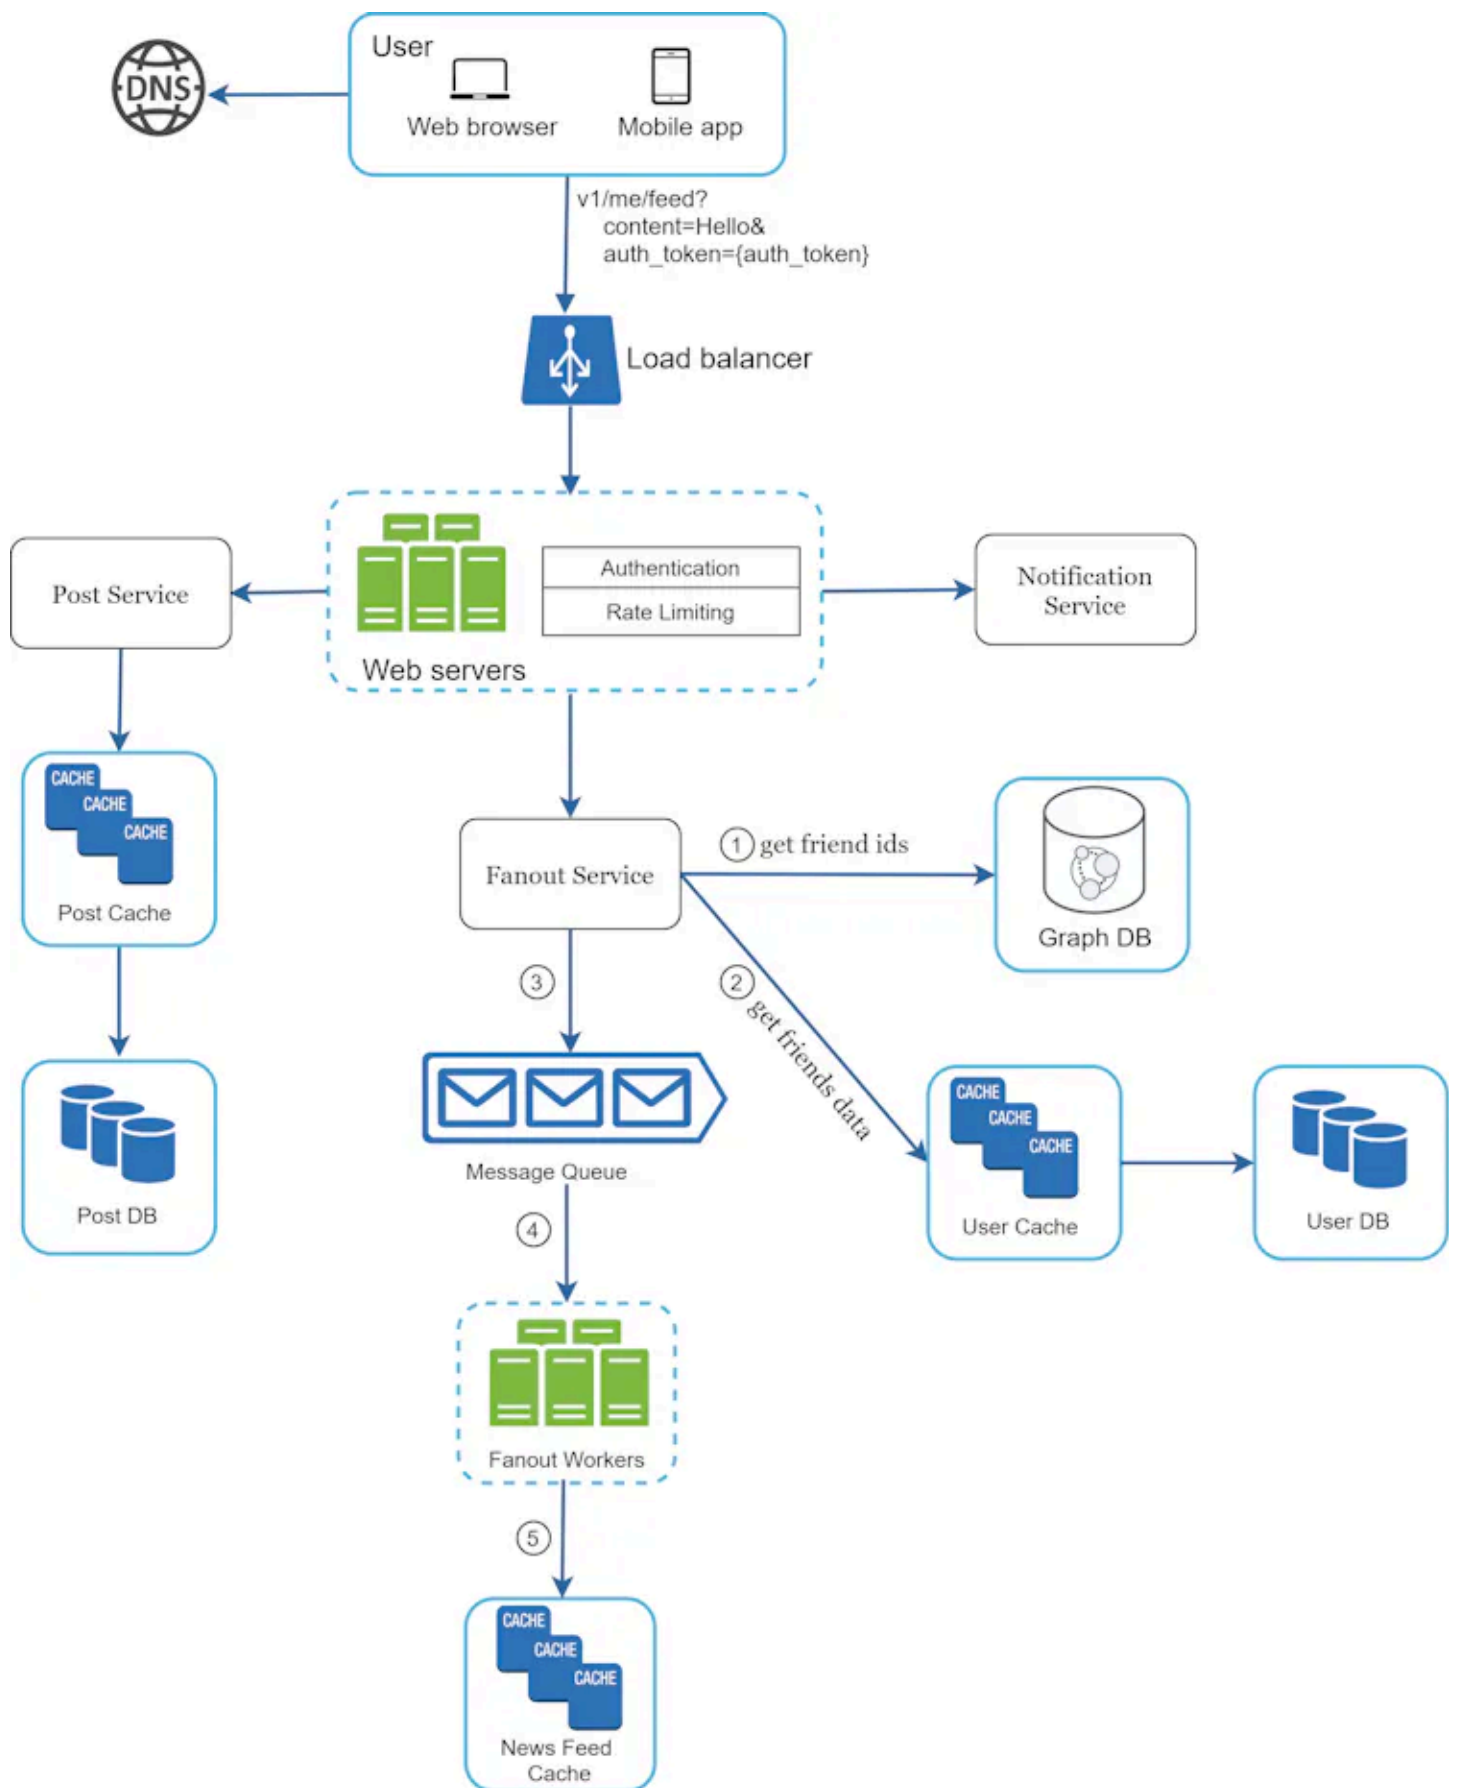 User
DNS
Web browser
Mobile app
v1/me/feed?
content=Hello&
auth_token={auth_token}
Load balancer
Authentication
Rate Limiting
Web servers
Post Service
Notification
Service
CACHE
CACHE
CACHE
Post Cache
Fanout Service
1 get friend ids
Graph DB
2 get friends data
3
Message Queue
Post DB
CACHE
CACHE
CACHE
User Cache
User DB
4
Fanout Workers
5
CACHE
CACHE
CACHE
News Feed
Cache